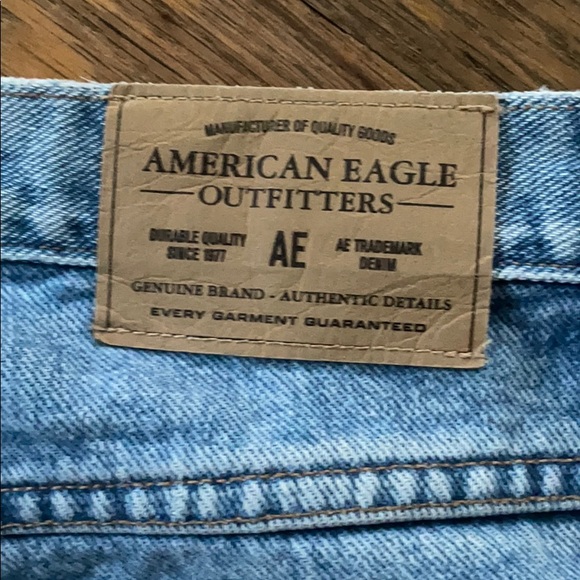 MANUFACTURER OF QUALITY GOODS
AMERICAN EAGLE
OUTFITTERS
DURABLE QUALITY
SINCE 1977
AE
AE TRADEMARK
DENIM
GENUINE BRAND - AUTHENTIC DETAILS
EVERY GARMENT GUARANTEED